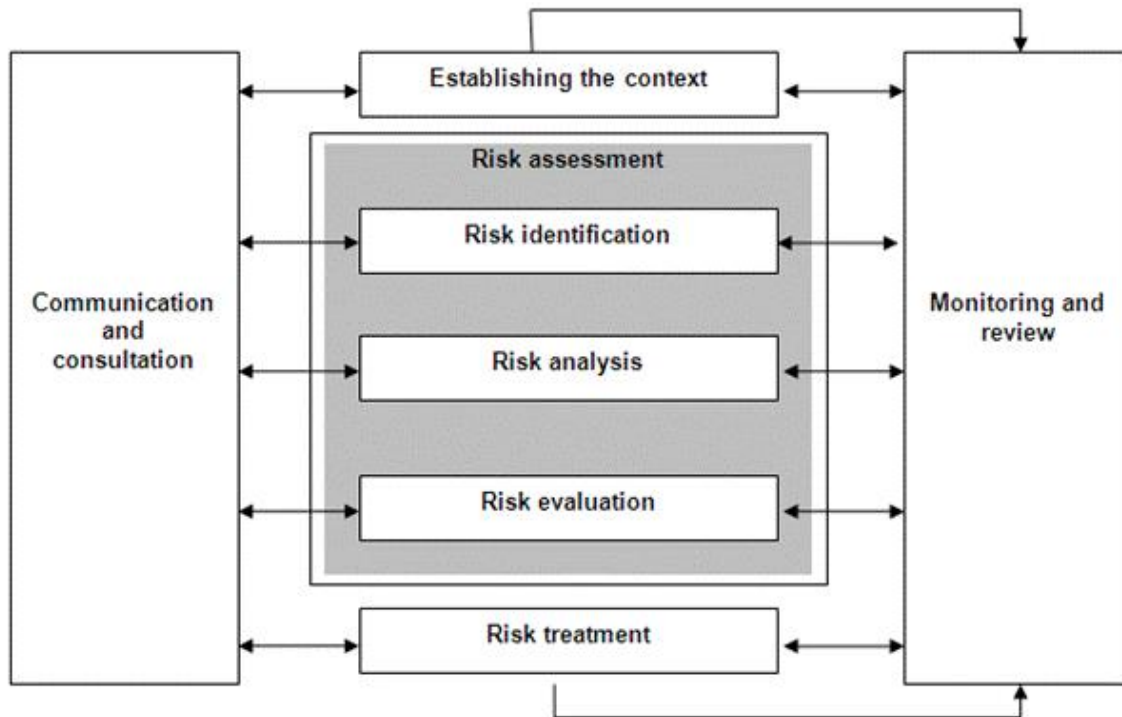 Establishing the context
Risk assessment
Risk identification
Communication
and
consultation
Monitoring and
review
Risk analysis
Risk evaluation
Risk treatment